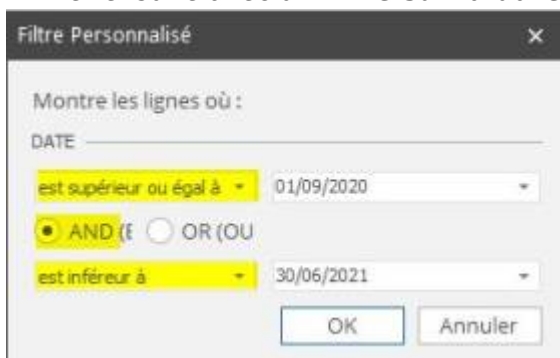 Filtre Personnalisé ×
Montre les lignes où :
DATE
est supérieur ou égal à 01/09/2020
AND (E OR (OU
est inféreur à 30/06/2021
OK Annuler